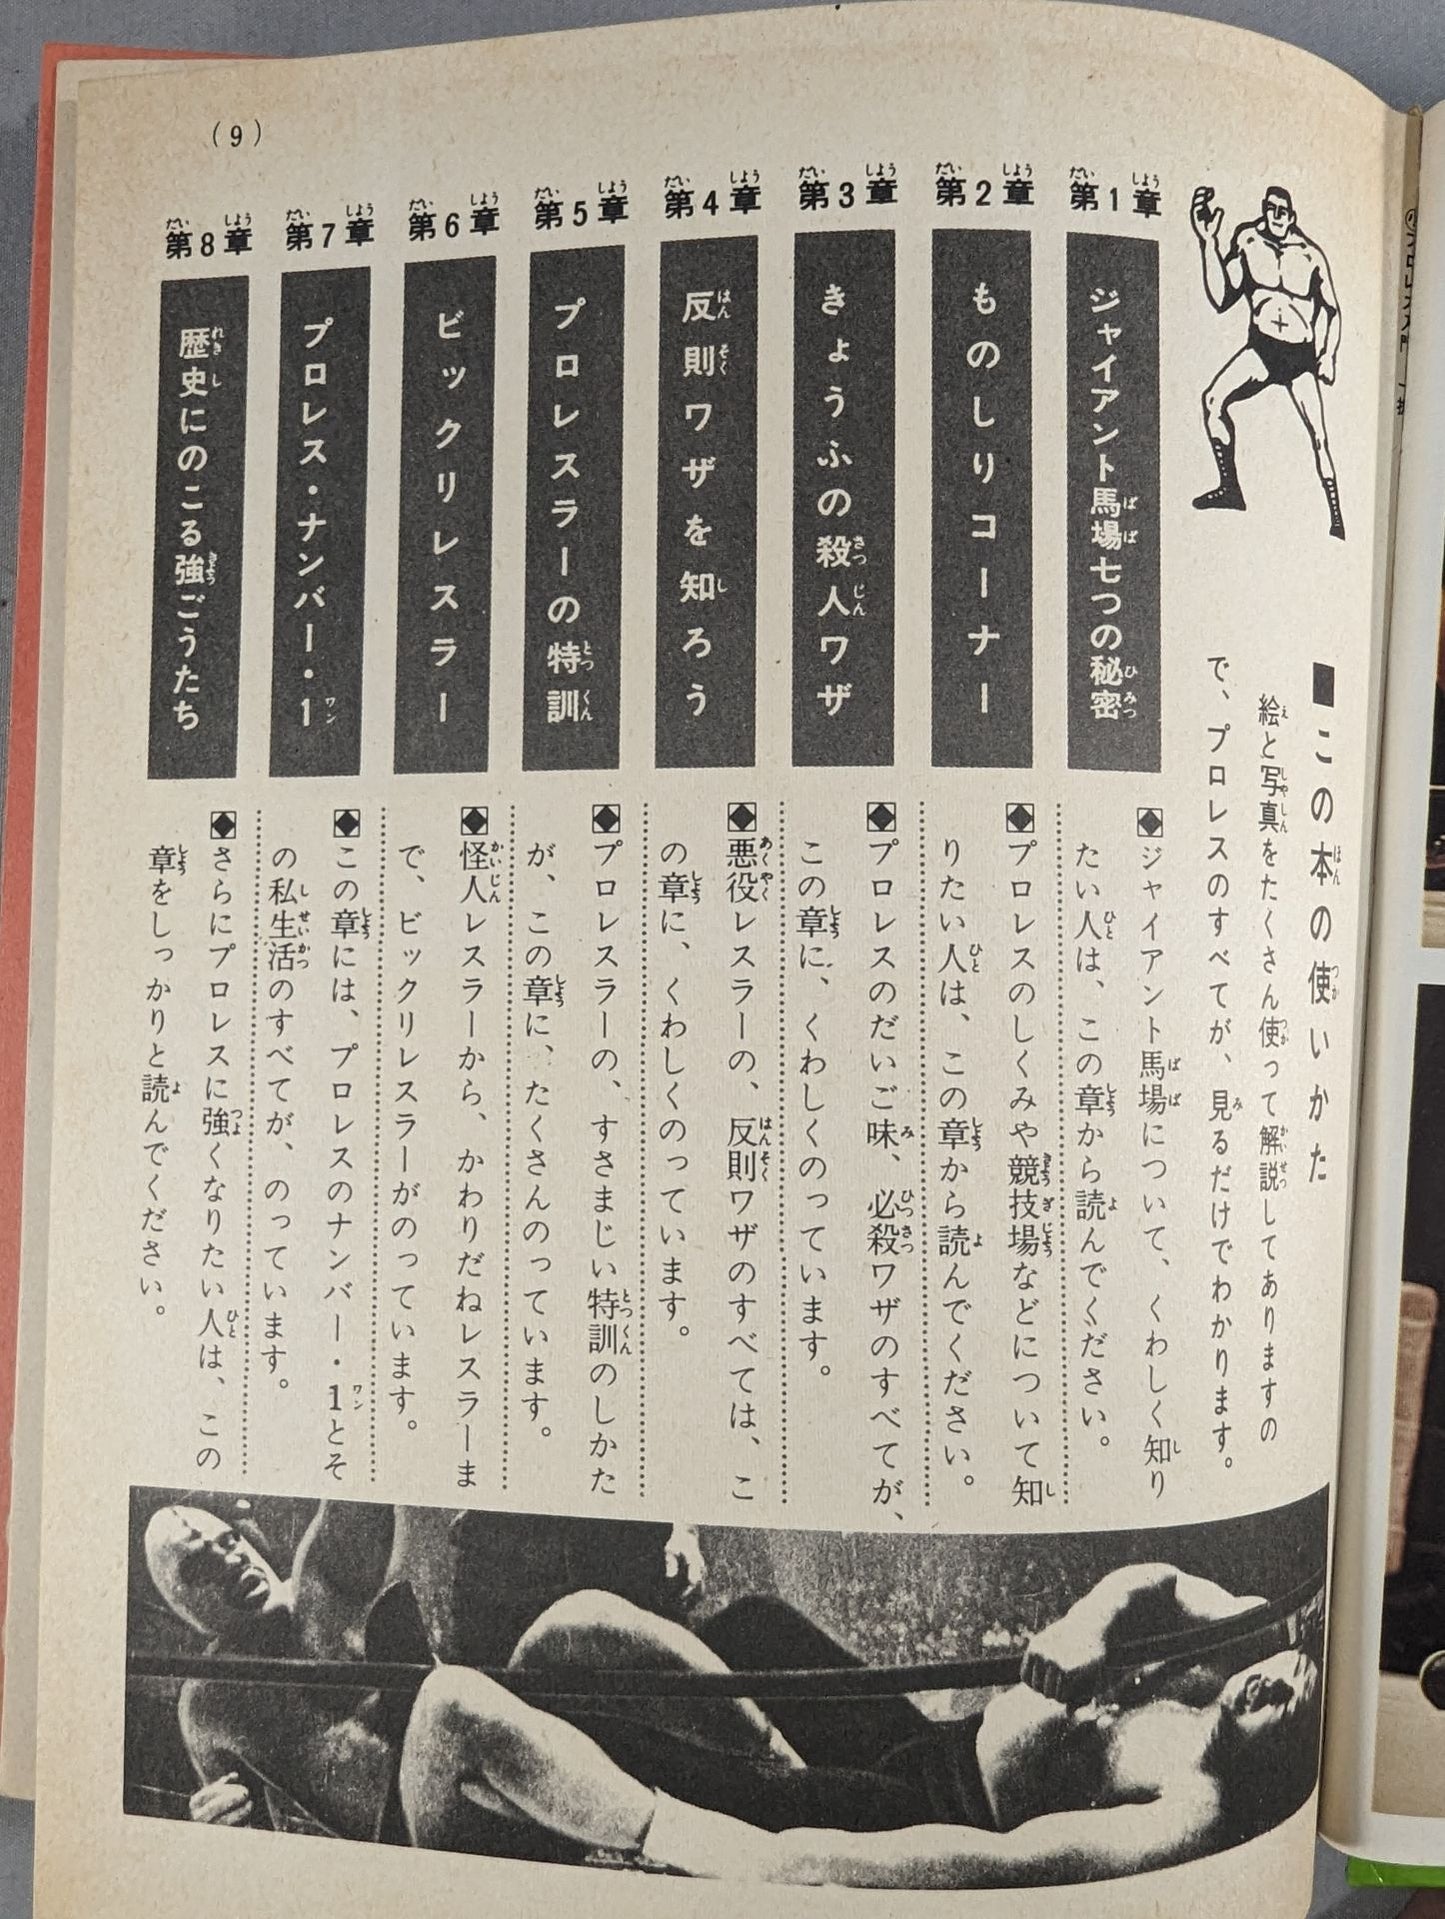 ■この本の使いかた
絵と写真をたくさん使って解説してありますの
で、プロレスのすべてが、見るだけでわかります。
第1章
ジャイアント馬場七つの秘密
◆ジャイアント馬場について、くわしく知り
たい人は、この章から読んでください。
第2章
ものしりコーナー
◆プロレスのしくみや競技場などについて知
りたい人は、この章から読んでください。
第3章
きょうふの殺人ワザ
◆プロレスのだいご味、必殺ワザのすべてが、
この章に、くわしくのっています。
第4章
反則ワザを知ろう
◆悪役レスラーの、反則ワザのすべては、こ
の章に、くわしくのっています。
第5章
プロレスラーの特訓
◆プロレスラーの、すさまじい特訓のしかた
が、この章に、たくさんのっています。
第6章
ビックリレスラー
◆怪人レスラーから、かわりだねレスラーま
で、ビックリレスラーがのっています。
第7章
プロレス・ナンバー・1
◆この章には、プロレスのナンバー・1とそ
の私生活のすべてが、のっています。
第8章
歴史にのこる強ごうたち
◆さらにプロレスに強くなりたい人は、この
章をしっかりと読んでください。
(9)